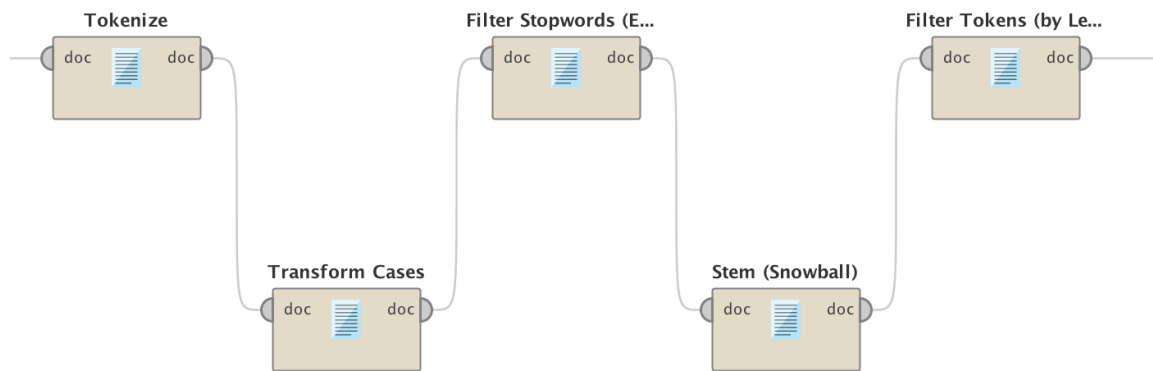 Tokenize
doc doc
Transform Cases
doc doc
Filter Stopwords (E...
doc doc
Stem (Snowball)
doc doc
Filter Tokens (by Le...
doc doc